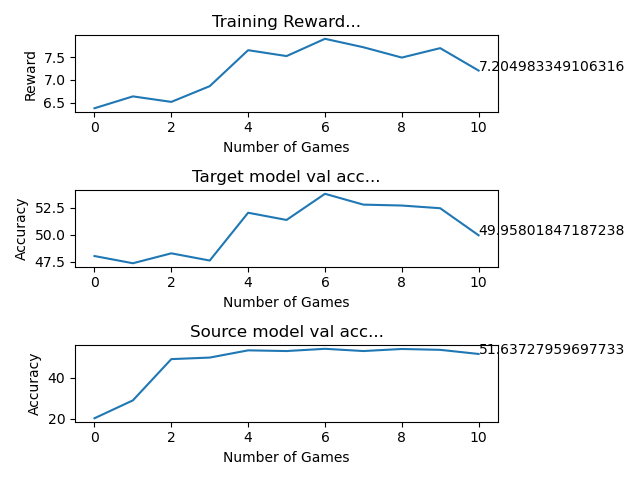 Training Reward...
7.5
7.0
6.5
Reward
7.204983349106316
0 2 4 6 8 10
Number of Games
Target model val acc...
52.5
50.0
47.5
Accuracy
49.95801847187238
0 2 4 6 8 10
Number of Games
Source model val acc...
40
20
Accuracy
51.63727959697733
0 2 4 6 8 10
Number of Games